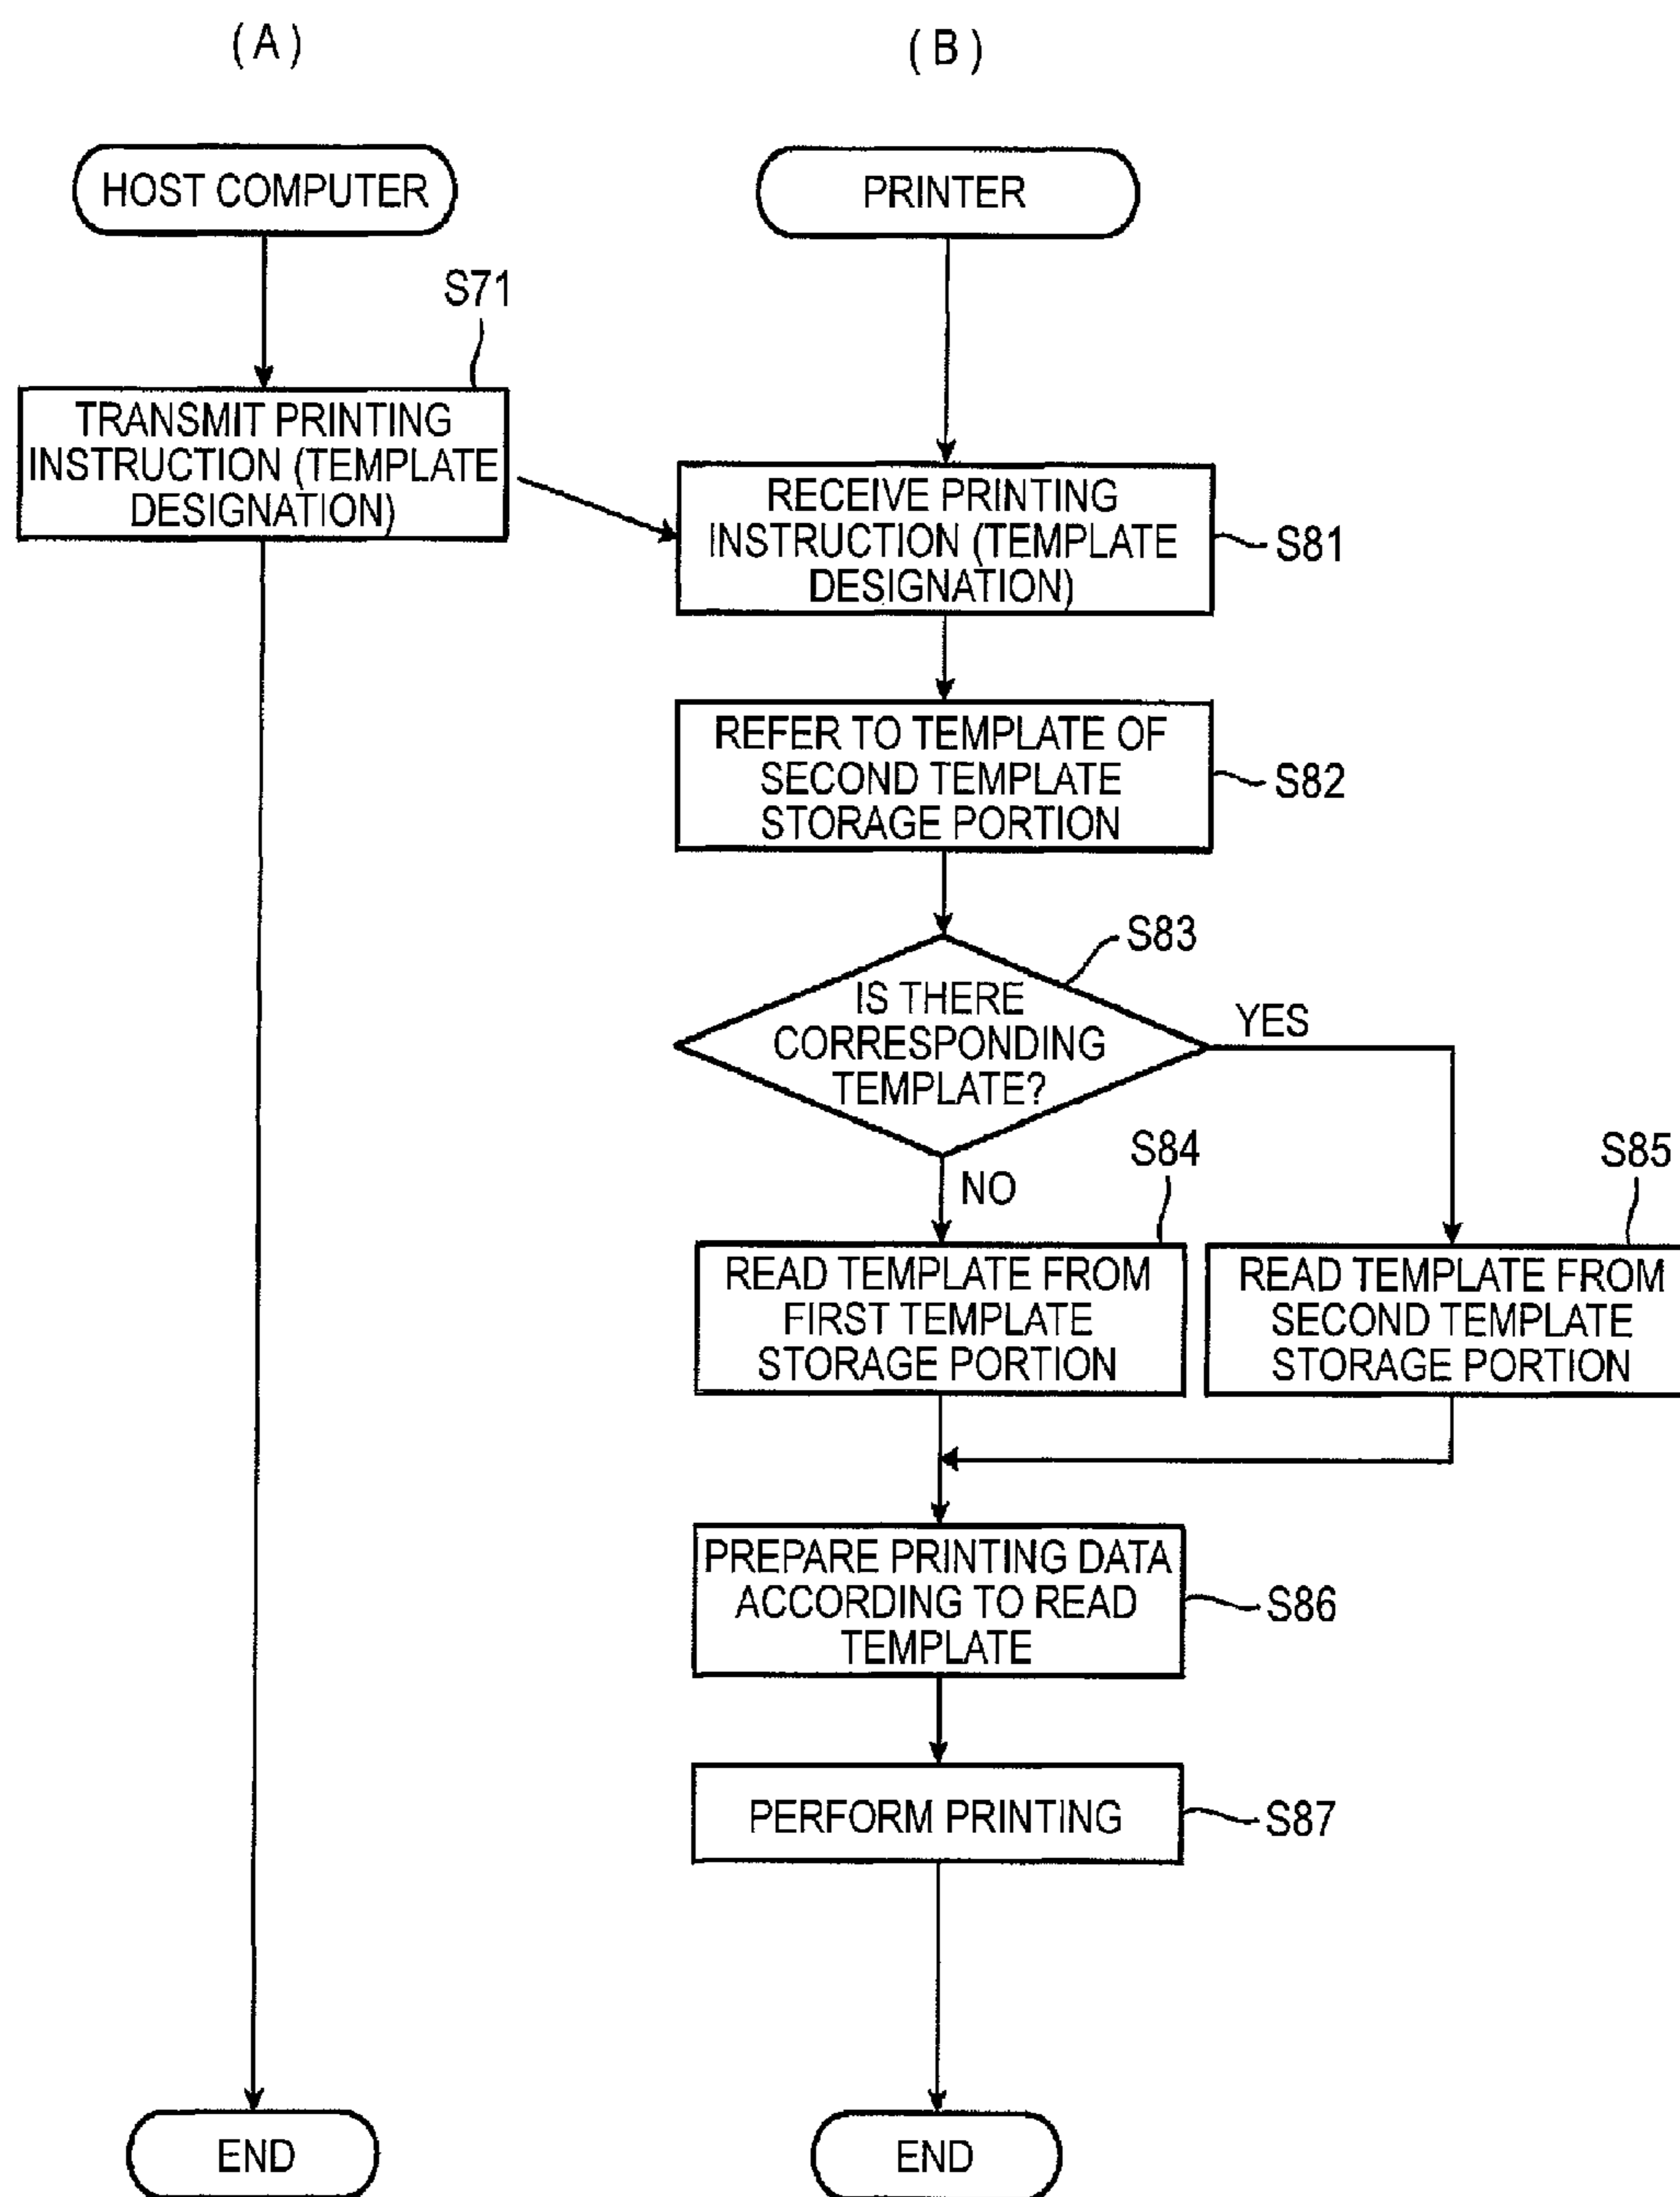 (A)
(B)
HOST COMPUTER
PRINTER
S71
TRANSMIT PRINTING
INSTRUCTION (TEMPLATE
DESIGNATION)
RECEIVE PRINTING
INSTRUCTION (TEMPLATE
DESIGNATION)
S81
REFER TO TEMPLATE OF
SECOND TEMPLATE
STORAGE PORTION
S82
S83
IS THERE
CORRESPONDING
TEMPLATE?
YES
NO
S84
S85
READ TEMPLATE FROM
FIRST TEMPLATE
STORAGE PORTION
READ TEMPLATE FROM
SECOND TEMPLATE
STORAGE PORTION
PREPARE PRINTING DATA
ACCORDING TO READ
TEMPLATE
S86
PERFORM PRINTING
S87
END
END